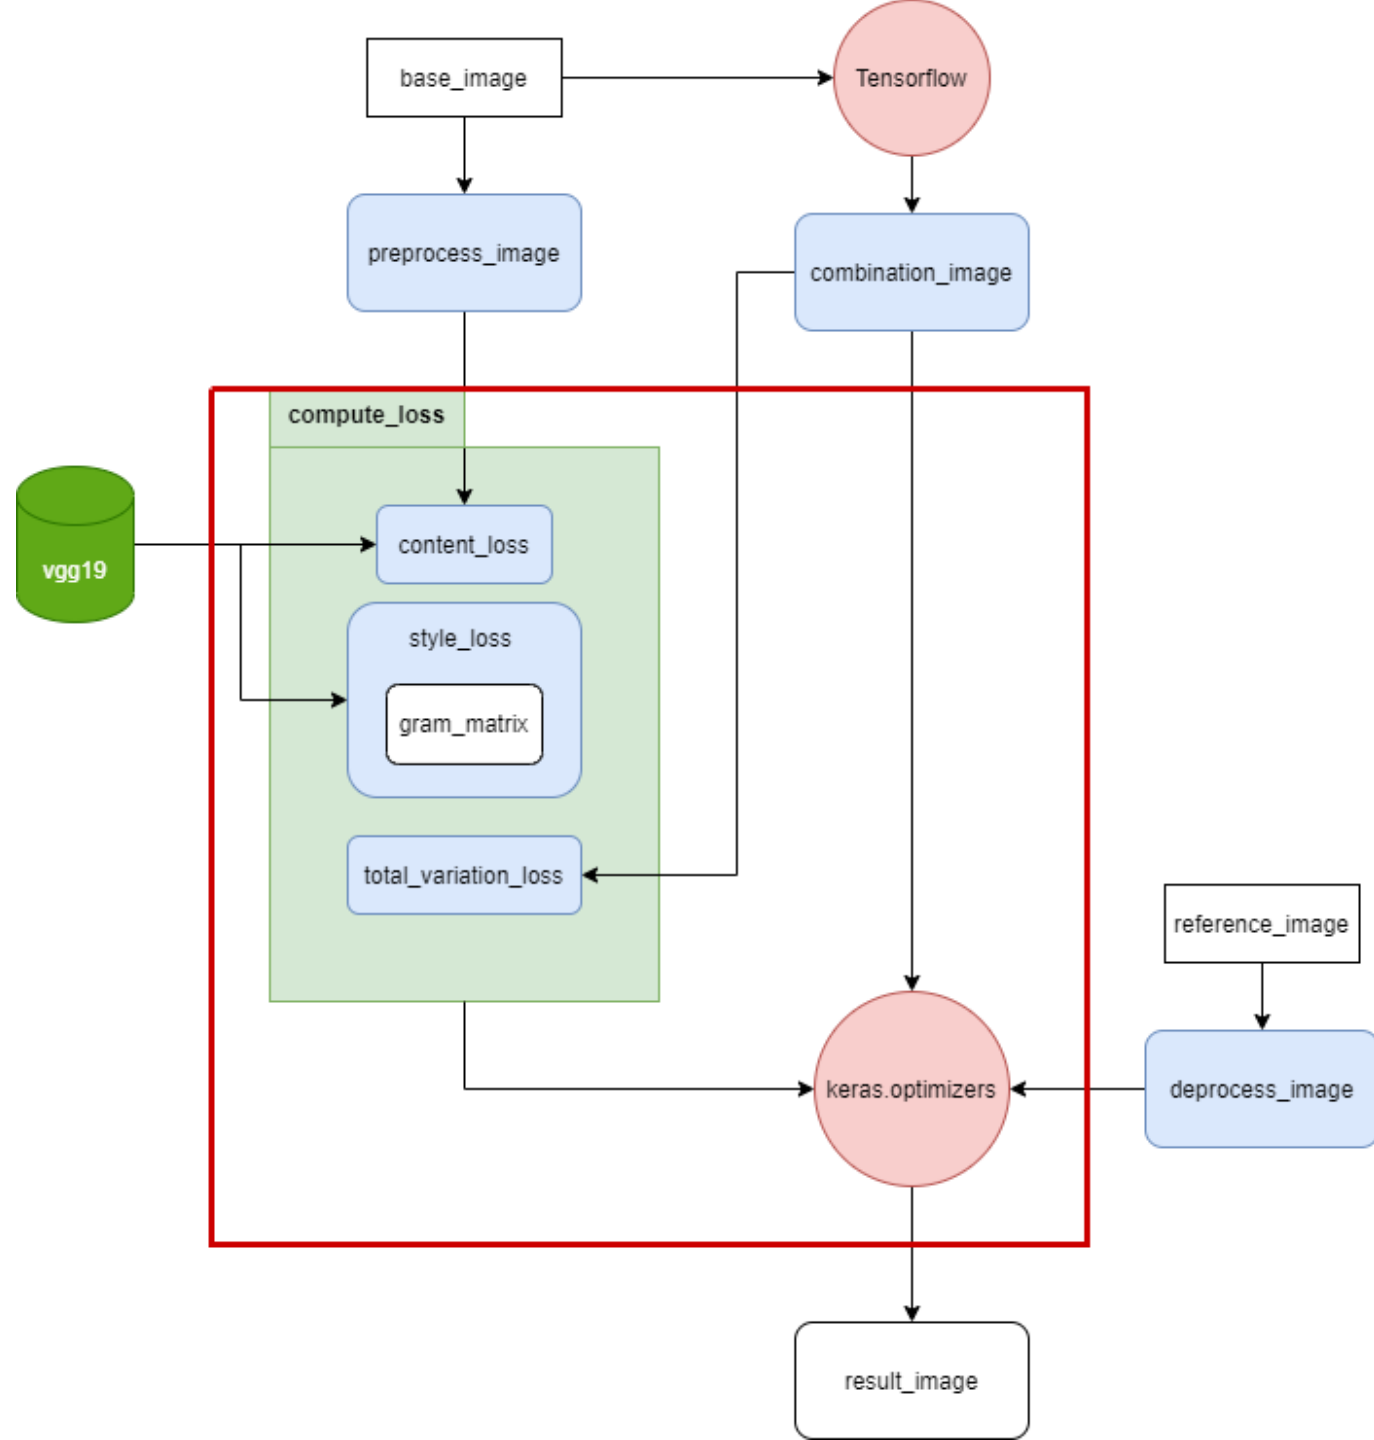 base_image
Tensorflow
preprocess_image
combination_image
compute_loss
vgg19
content_loss
style_loss
gram_matrix
total_variation_loss
reference_image
keras.optimizers
deprocess_image
result_image